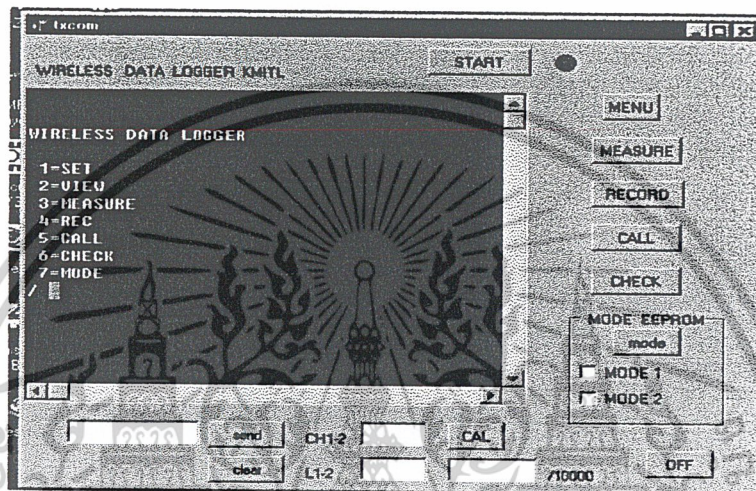 txcom
WIRELESS DATA LOGGER KMITL
START
WIRELESS DATA LOGGER
1=SET
2=VIEW
3=MEASURE
4=REC
5=CALL
6=CHECK
7=MODE
/
MENU
MEASURE
RECORD
CALL
CHECK
MODE EEPROM
mode
MODE 1
MODE 2
send
CH1-2
CAL
clear
L1-2
/10000
OFF